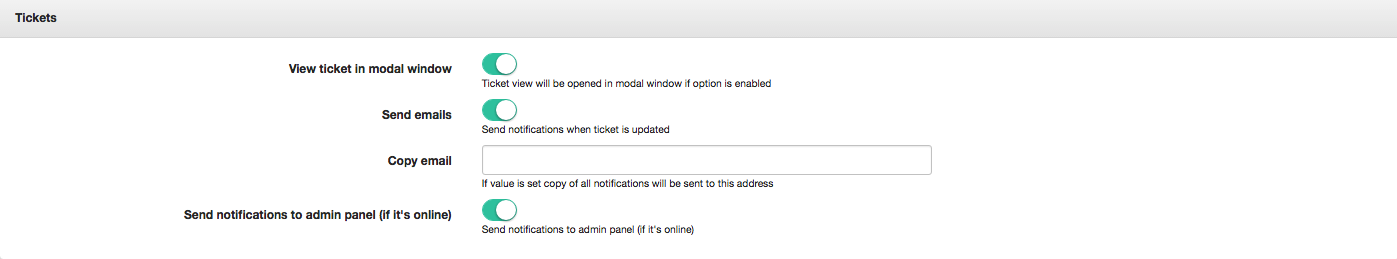 Tickets
View ticket in modal window
Ticket view will be opened in modal window if option is enabled
Send emails
Send notifications when ticket is updated
Copy email
If value is set copy of all notifications will be sent to this address
Send notifications to admin panel (if it's online)
Send notifications to admin panel (if it's online)